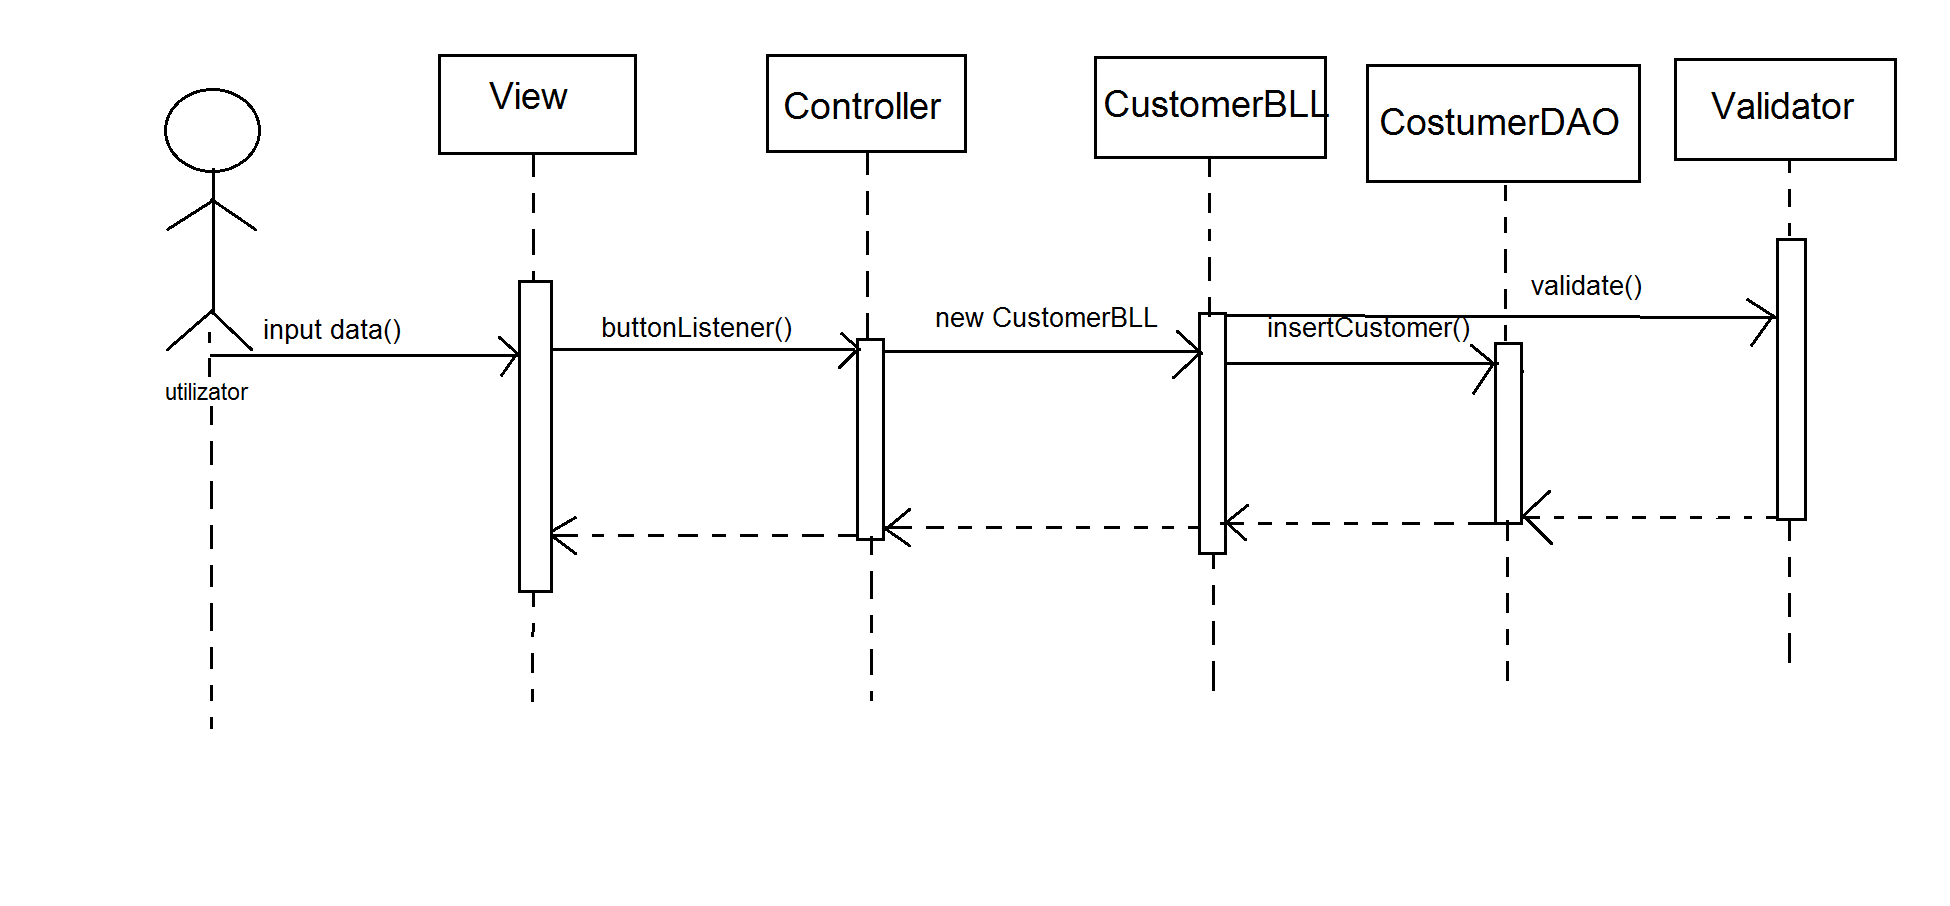 View
Controller
CustomerBLL
CostumerDAO
Validator
validate()
input data()
buttonListener()
new CustomerBLL
insertCustomer()
utilizator